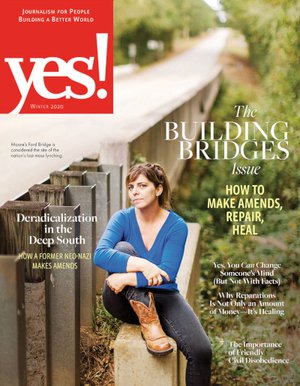 JOURNALISM FOR PEOPLE
BUILDING A BETTER WORLD
yes!
WINTER 2020
Moore's Ford Bridge is
considered the site of the
nation's last mass lynching.
The
BUILDING
BRIDGES
Issue
HOW TO
MAKE AMENDS,
REPAIR,
HEAL
Deradicalization
in the
Deep South
HOW A FORMER NEO-NAZI
MAKES AMENDS
Yes, You Can Change
Someone's Mind
(But Not With Facts)
Why Reparations
Is Not Only an Amount
of Money—It's Healing
The Importance
of Friendly
Civil Disobedience